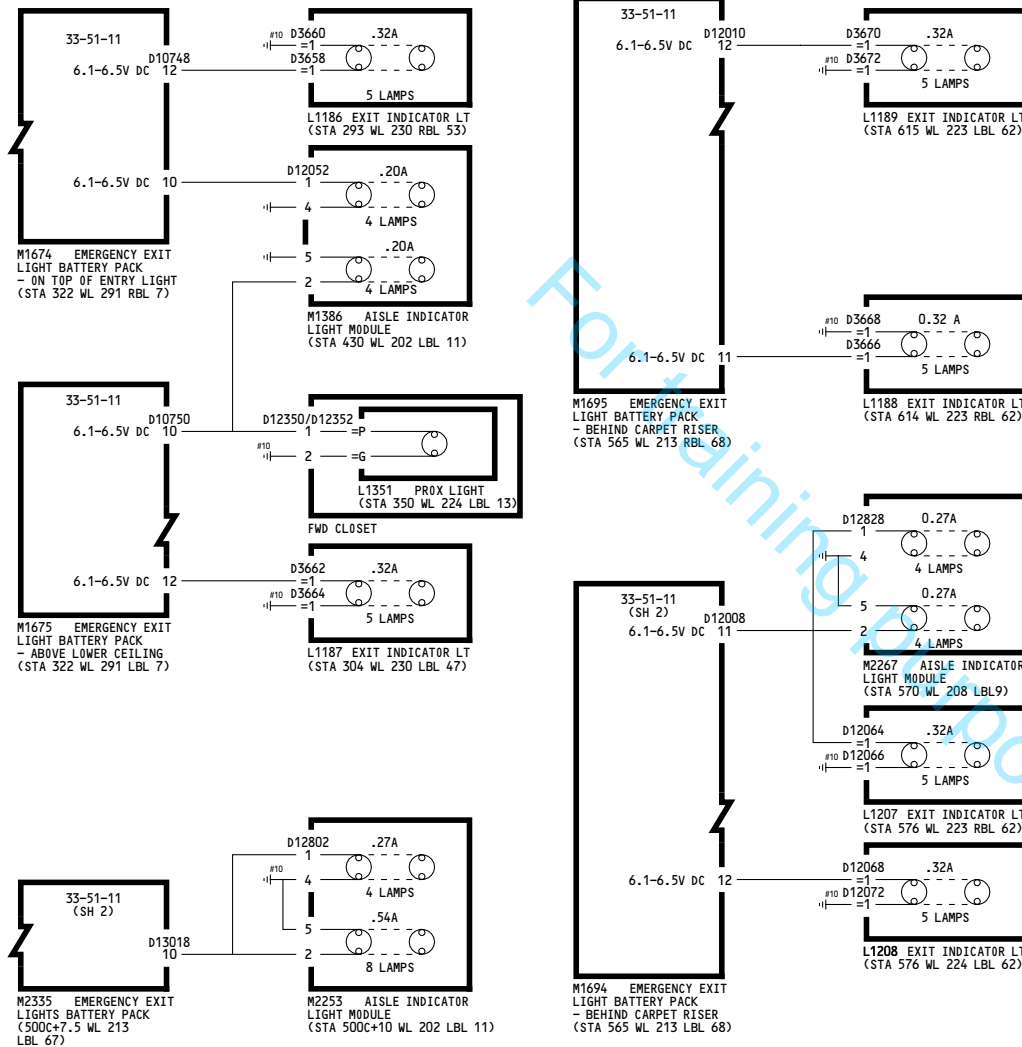 33-51-11
D10748
6.1-6.5V DC 12
6.1-6.5V DC 10
M1674 EMERGENCY EXIT
LIGHT BATTERY PACK
- ON TOP OF ENTRY LIGHT
(STA 322 WL 291 RBL 7)
#10 D3660 .32A
=1
D3658
=1
5 LAMPS
L1186 EXIT INDICATOR LT
(STA 293 WL 230 RBL 53)
D12052
1 .20A
4
4 LAMPS
5 .20A
2
4 LAMPS
M1386 AISLE INDICATOR
LIGHT MODULE
(STA 430 WL 202 LBL 11)
33-51-11
D10750
6.1-6.5V DC 10
6.1-6.5V DC 12
M1675 EMERGENCY EXIT
LIGHT BATTERY PACK
- ABOVE LOWER CEILING
(STA 322 WL 291 LBL 7)
D12350/D12352
1 =P
#10
2 =G
L1351 PROX LIGHT
(STA 350 WL 224 LBL 13)
FWD CLOSET
D3662 .32A
=1
#10 D3664
=1
5 LAMPS
L1187 EXIT INDICATOR LT
(STA 304 WL 230 LBL 47)
33-51-11
(SH 2)
D13018
10
M2335 EMERGENCY EXIT
LIGHTS BATTERY PACK
(500C+7.5 WL 213
LBL 67)
D12802 .27A
1
#10
4
4 LAMPS
5 .54A
2
8 LAMPS
M2253 AISLE INDICATOR
LIGHT MODULE
(STA 500C+10 WL 202 LBL 11)
33-51-11
D12010
6.1-6.5V DC 12
6.1-6.5V DC 11
M1695 EMERGENCY EXIT
LIGHT BATTERY PACK
- BEHIND CARPET RISER
(STA 565 WL 213 RBL 68)
D3670 .32A
=1
#10 D3672
=1
5 LAMPS
L1189 EXIT INDICATOR LT
(STA 615 WL 223 LBL 62)
#10 D3668 0.32 A
=1
D3666
=1
5 LAMPS
L1188 EXIT INDICATOR LT
(STA 614 WL 223 RBL 62)
33-51-11
(SH 2)
D12008
6.1-6.5V DC 11
6.1-6.5V DC 12
M1694 EMERGENCY EXIT
LIGHT BATTERY PACK
- BEHIND CARPET RISER
(STA 565 WL 213 LBL 68)
D12828 0.27A
1
4
4 LAMPS
5 0.27A
2
4 LAMPS
M2267 AISLE INDICATOR
LIGHT MODULE
(STA 570 WL 208 LBL9)
D12064 .32A
=1
#10 D12066
=1
5 LAMPS
L1207 EXIT INDICATOR LT
(STA 576 WL 223 RBL 62)
D12068 .32A
=1
#10 D12072
=1
5 LAMPS
L1208 EXIT INDICATOR LT
(STA 576 WL 224 LBL 62)
For training purpo